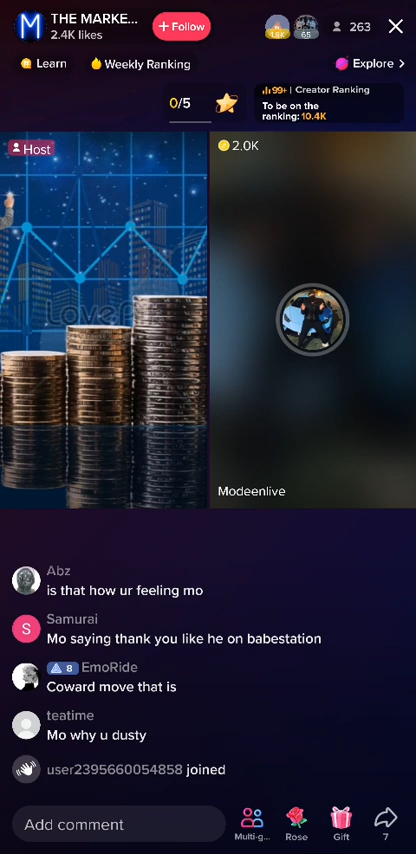 M
THE MARKE...
2.4K likes
+ Follow
1.8K
65
263
Learn
Weekly Ranking
Explore >
0/5
99+ | Creator Ranking
To be on the
ranking: 10.4K
Host
2.0K
Modeenlive
Abz
is that how ur feeling mo
Samurai
S
Mo saying thank you like he on babestation
8 EmoRide
Coward move that is
teatime
Mo why u dusty
user2395660054858 joined
Add comment
Multi-g...
Rose
Gift
7